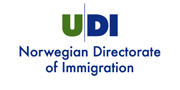 UDI
Norwegian Directorate
of Immigration